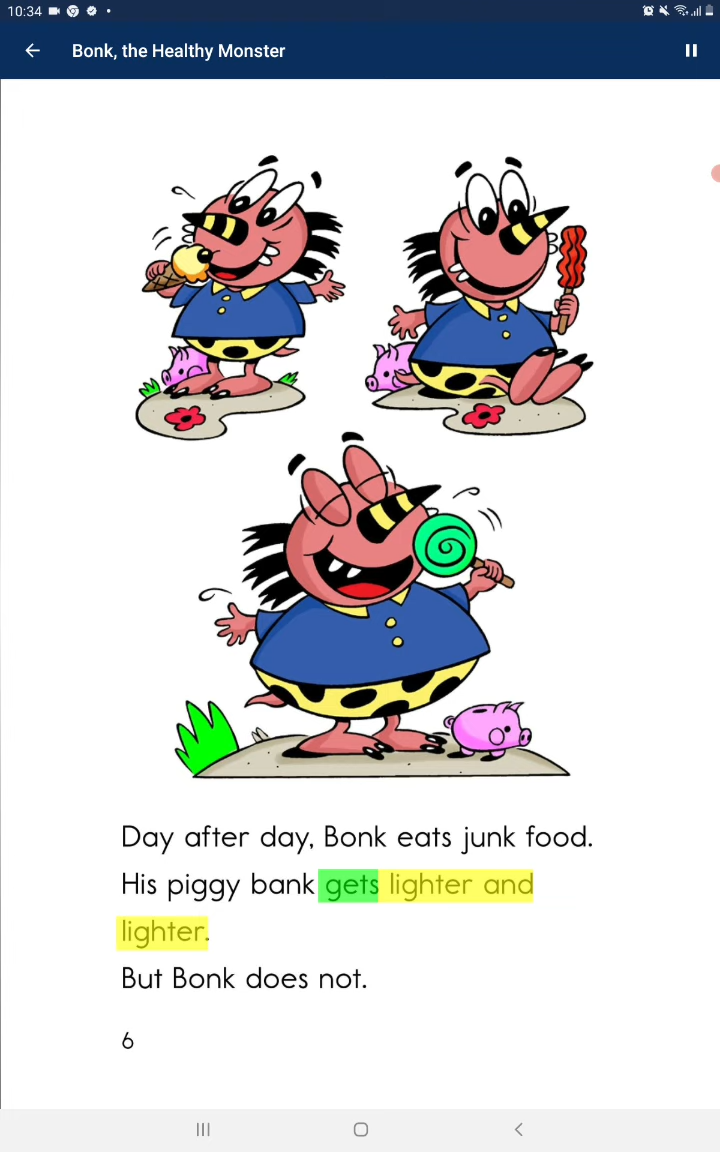 10:34
Bonk, the Healthy Monster
Day after day, Bonk eats junk food.
His piggy bank gets lighter and
lighter.
But Bonk does not.
6